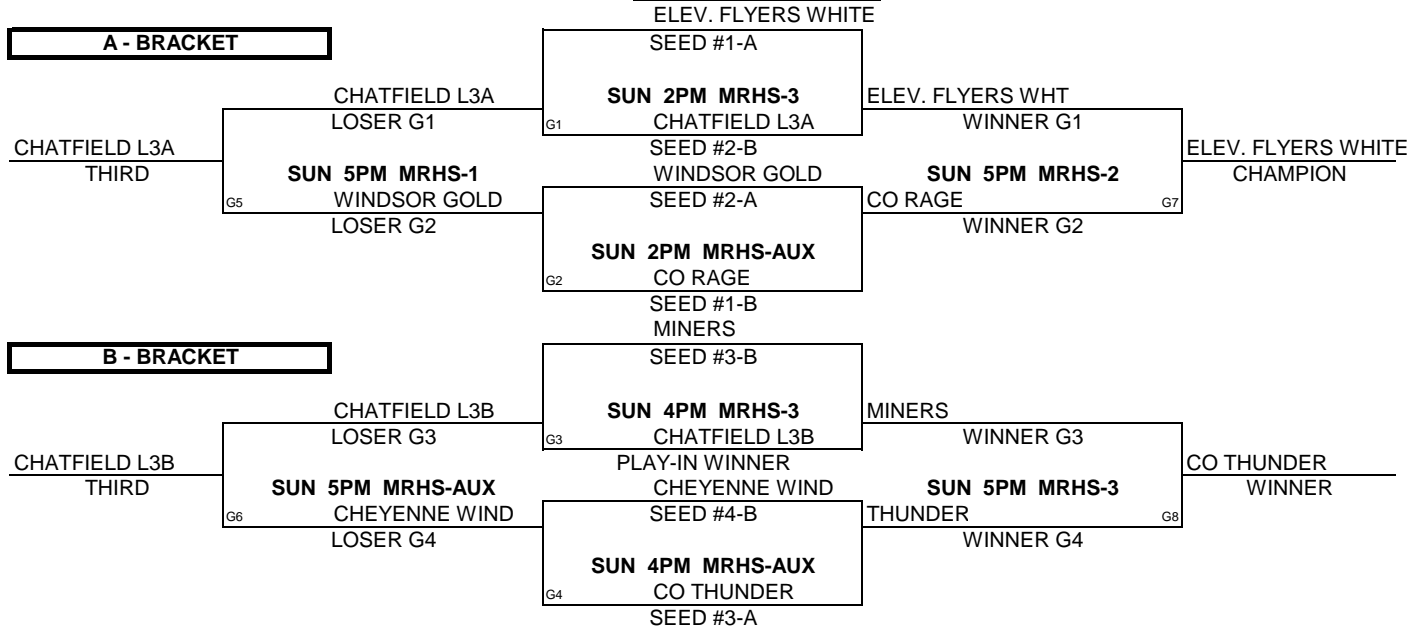 ELEV. FLYERS WHITE
A - BRACKET
SEED #1-A
CHATFIELD L3A
SUN 2PM MRHS-3
ELEV. FLYERS WHT
LOSER G1
G1
CHATFIELD L3A
WINNER G1
CHATFIELD L3A
SEED #2-B
ELEV. FLYERS WHITE
THIRD
SUN 5PM MRHS-1
WINDSOR GOLD
SUN 5PM MRHS-2
CHAMPION
G5
WINDSOR GOLD
SEED #2-A
CO RAGE
G7
LOSER G2
WINNER G2
SUN 2PM MRHS-AUX
G2
CO RAGE
SEED #1-B
MINERS
B - BRACKET
SEED #3-B
CHATFIELD L3B
SUN 4PM MRHS-3
MINERS
LOSER G3
G3
CHATFIELD L3B
WINNER G3
CHATFIELD L3B
PLAY-IN WINNER
CO THUNDER
THIRD
SUN 5PM MRHS-AUX
CHEYENNE WIND
SUN 5PM MRHS-3
WINNER
G6
CHEYENNE WIND
SEED #4-B
THUNDER
G8
LOSER G4
WINNER G4
SUN 4PM MRHS-AUX
G4
CO THUNDER
SEED #3-A